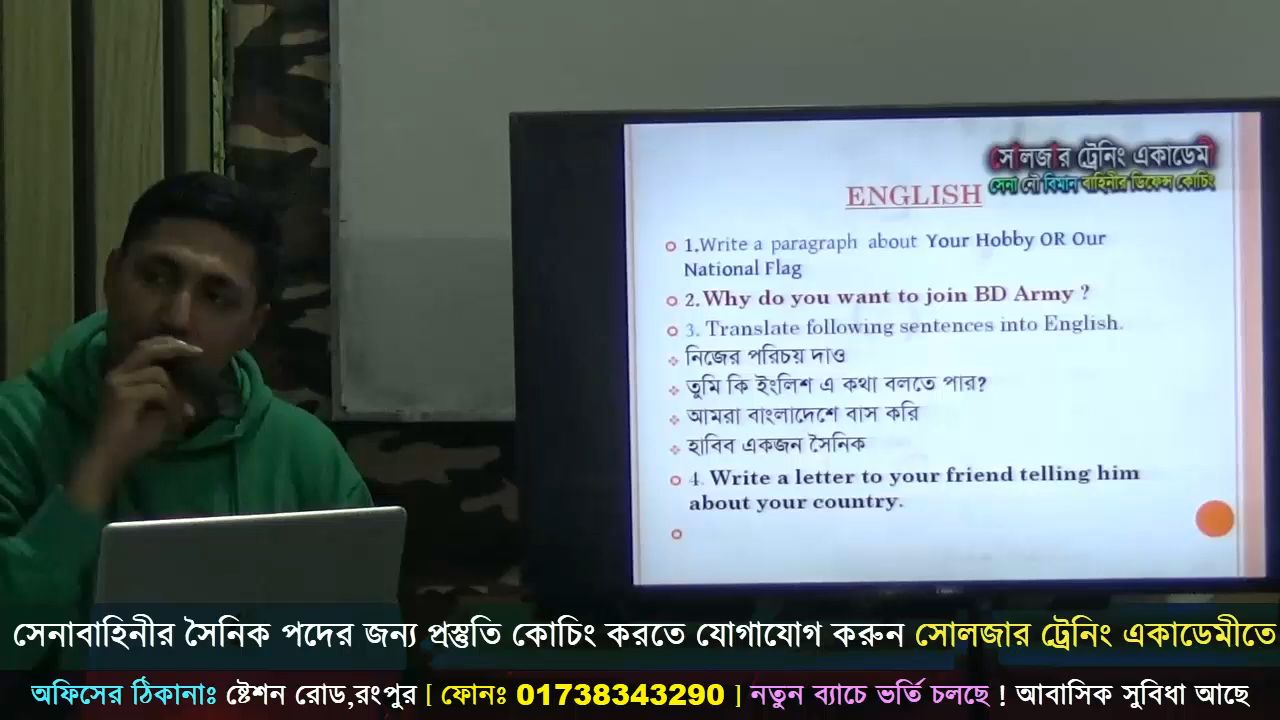 সোলজার ট্রেনিং একাডেমী
সেনা নৌ বিমান বাহিনীর ডিফেন্স কোচিং
ENGLISH
1.Write a paragraph about Your Hobby OR Our
National Flag
2.Why do you want to join BD Army ?
3. Translate following sentences into English.
নিজের পরিচয় দাও
তুমি কি ইংলিশ এ কথা বলতে পার?
আমরা বাংলাদেশে বাস করি
হাবিব একজন সৈনিক
4. Write a letter to your friend telling him
about your country.
সেনাবাহিনীর সৈনিক পদের জন্য প্রস্তুতি কোচিং করতে যোগাযোগ করুন সোলজার ট্রেনিং একাডেমীতে
অফিসের ঠিকানাঃ ষ্টেশন রোড,রংপুর [ ফোনঃ 01738343290 ] নতুন ব্যাচে ভর্তি চলছে ! আবাসিক সুবিধা আছে